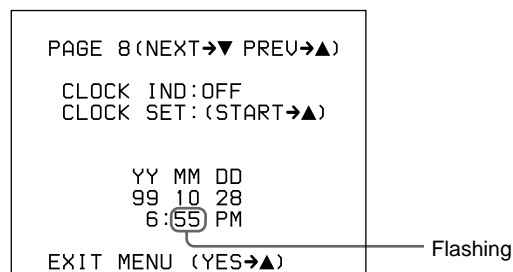 PAGE 8(NEXT➔▼ PREV➔▲)
CLOCK IND:OFF
CLOCK SET:(START➔▲)
YY MM DD
99 10 28
6:55 PM
Flashing
EXIT MENU (YES➔▲)